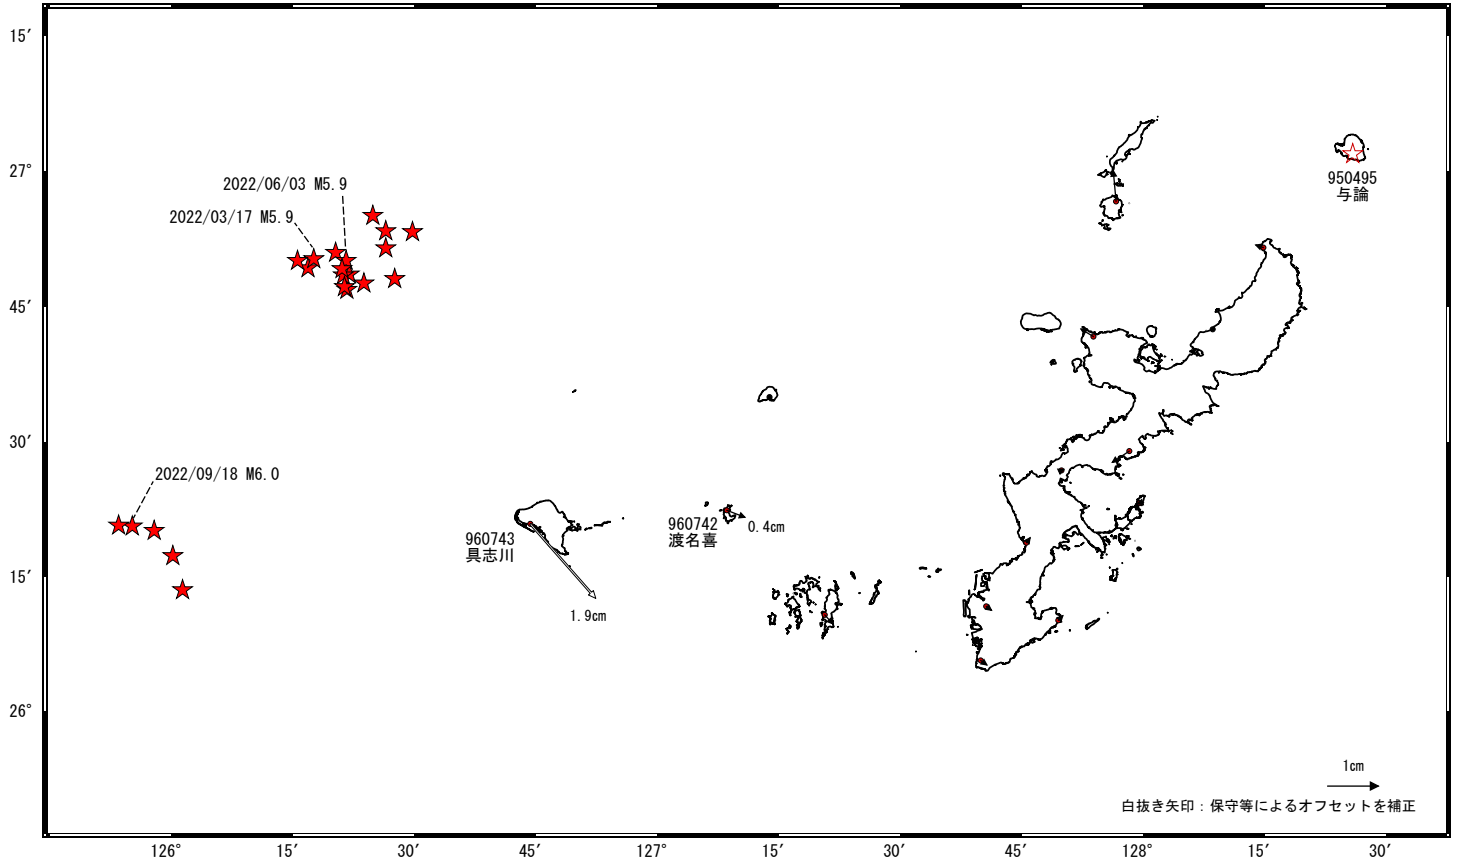 15′
27°
45′
30′
15′
26°
2022/06/03 M5.9
2022/03/17 M5.9
2022/09/18 M6.0
950495
与論
960743
具志川
1.9cm
960742
渡名喜
0.4cm
1cm
白抜き矢印：保守等によるオフセットを補正
126°
15′
30′
45′
127°
15′
30′
45′
128°
15′
30′